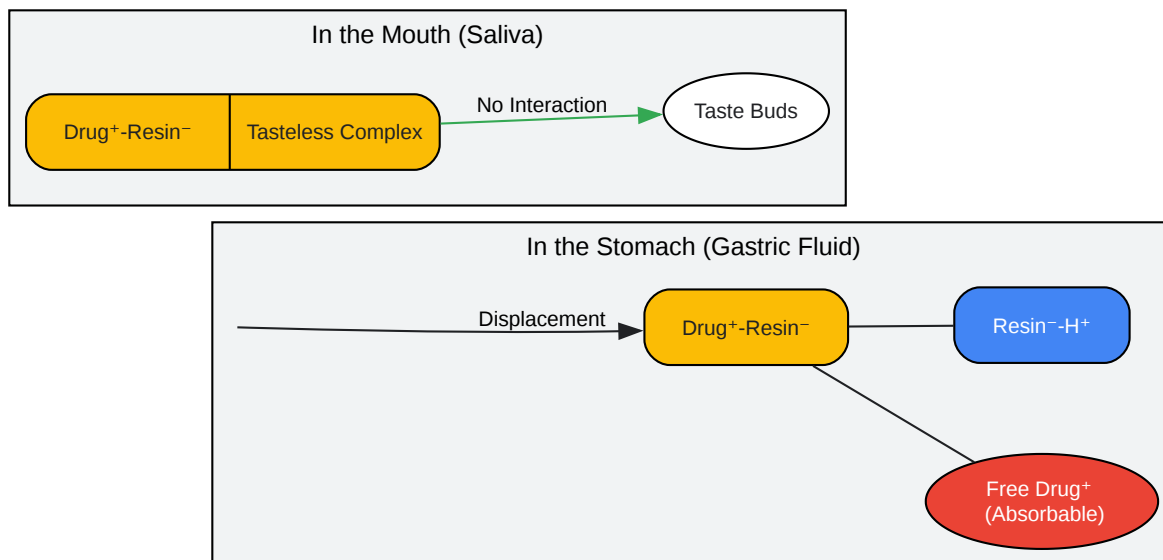 In the Mouth (Saliva)
Drug⁺-Resin⁻
Tasteless Complex
No Interaction
Taste Buds
In the Stomach (Gastric Fluid)
Displacement
Drug⁺-Resin⁻
Resin⁻-H⁺
Free Drug⁺
(Absorbable)